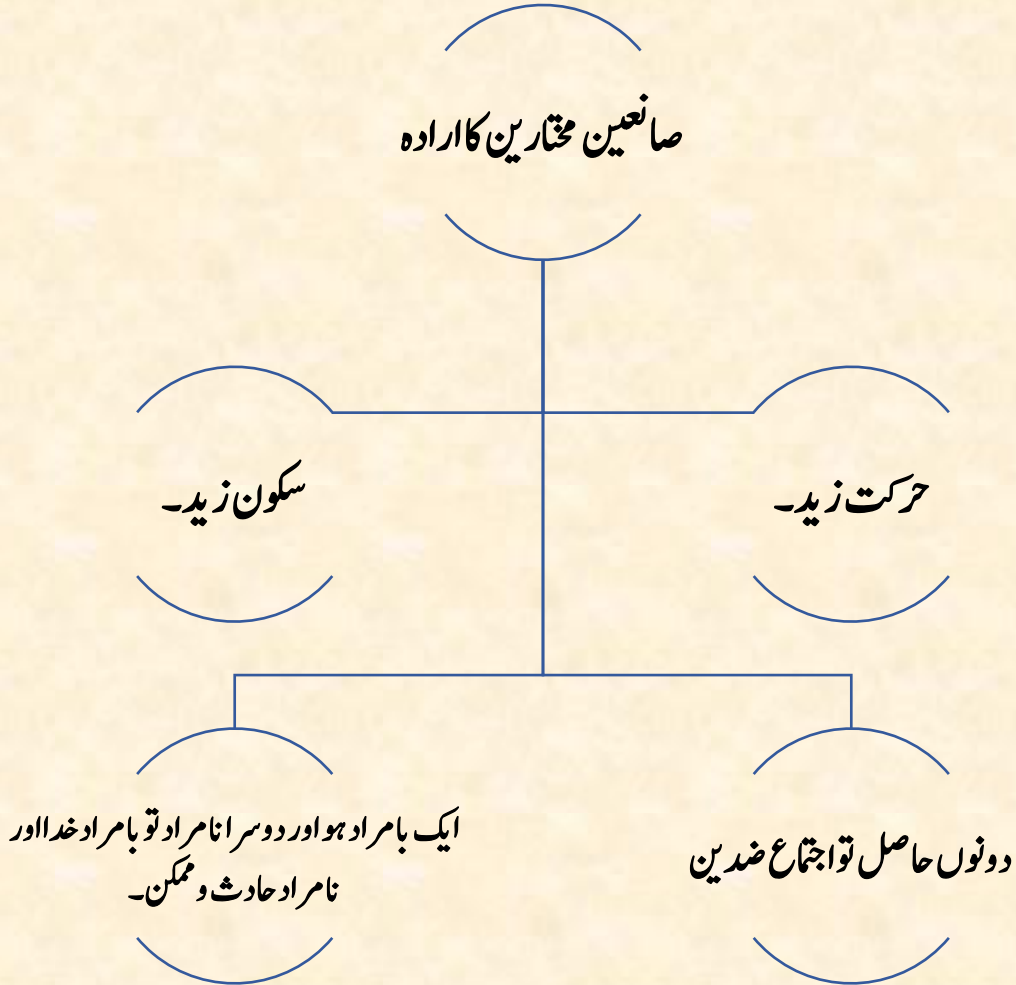 صانعین مختارین کا ارادہ
حرکت زید۔
سکون زید۔
دونوں حاصل تو اجتماع ضدین
ایک بامراد ہو اور دوسرا نامراد تو بامراد خدا اور
نامراد حادث و ممکن۔